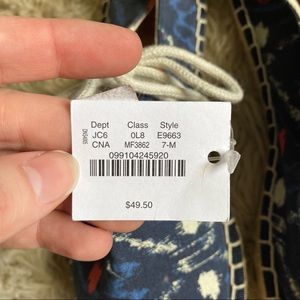 Dept Class Style
JC6 0L8 E9663
CNA MF3862 7-M
099104245920
$49.50